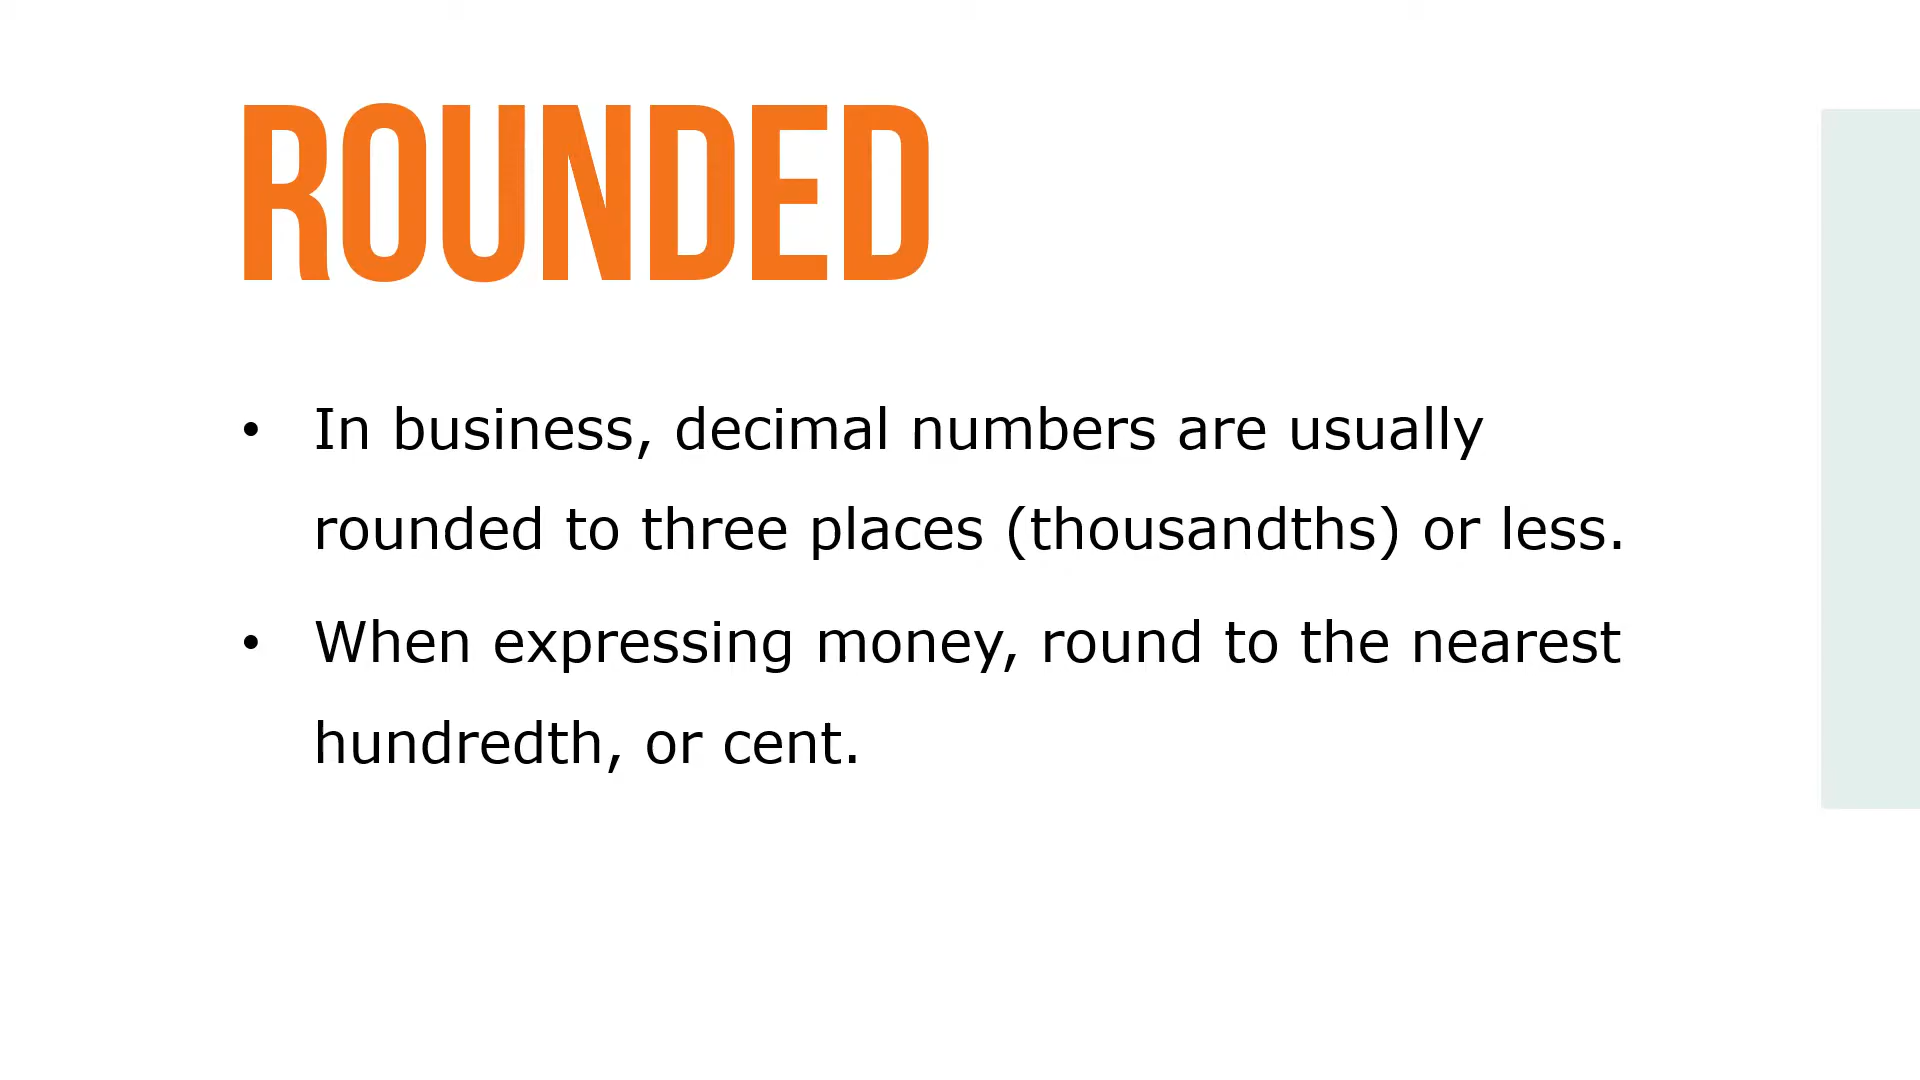 ROUNDED
• In business, decimal numbers are usually
rounded to three places (thousandths) or less.
• When expressing money, round to the nearest
hundredth, or cent.